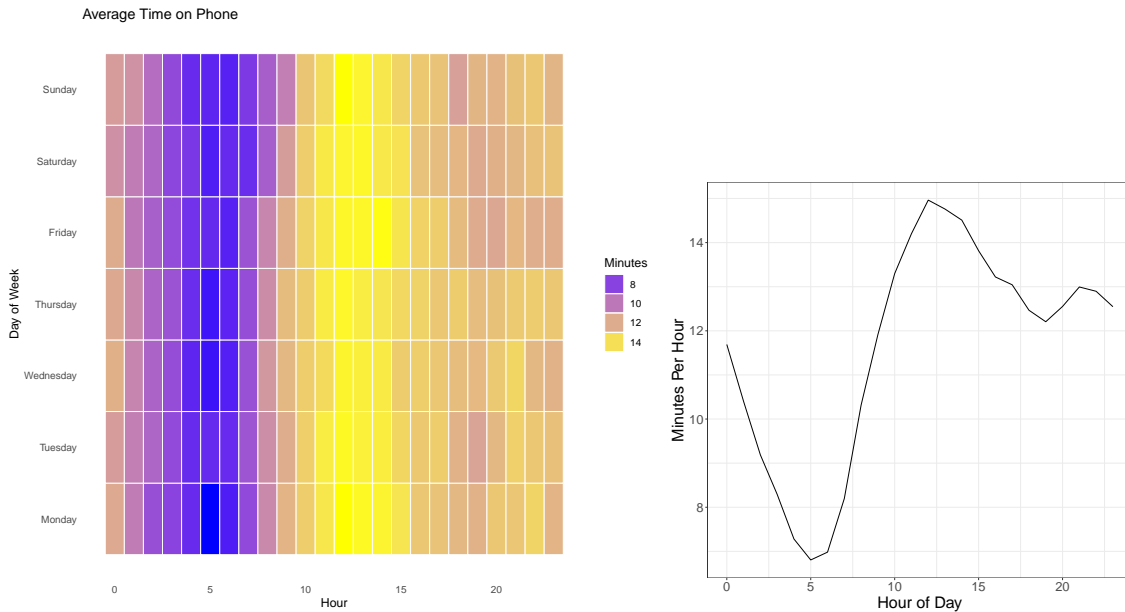 Average Time on Phone
Day of Week
Sunday
Saturday
Friday
Thursday
Wednesday
Tuesday
Monday
0 5 10 15 20
Hour
Minutes
8
10
12
14
Minutes Per Hour
14
12
10
8
0 5 10 15 20
Hour of Day